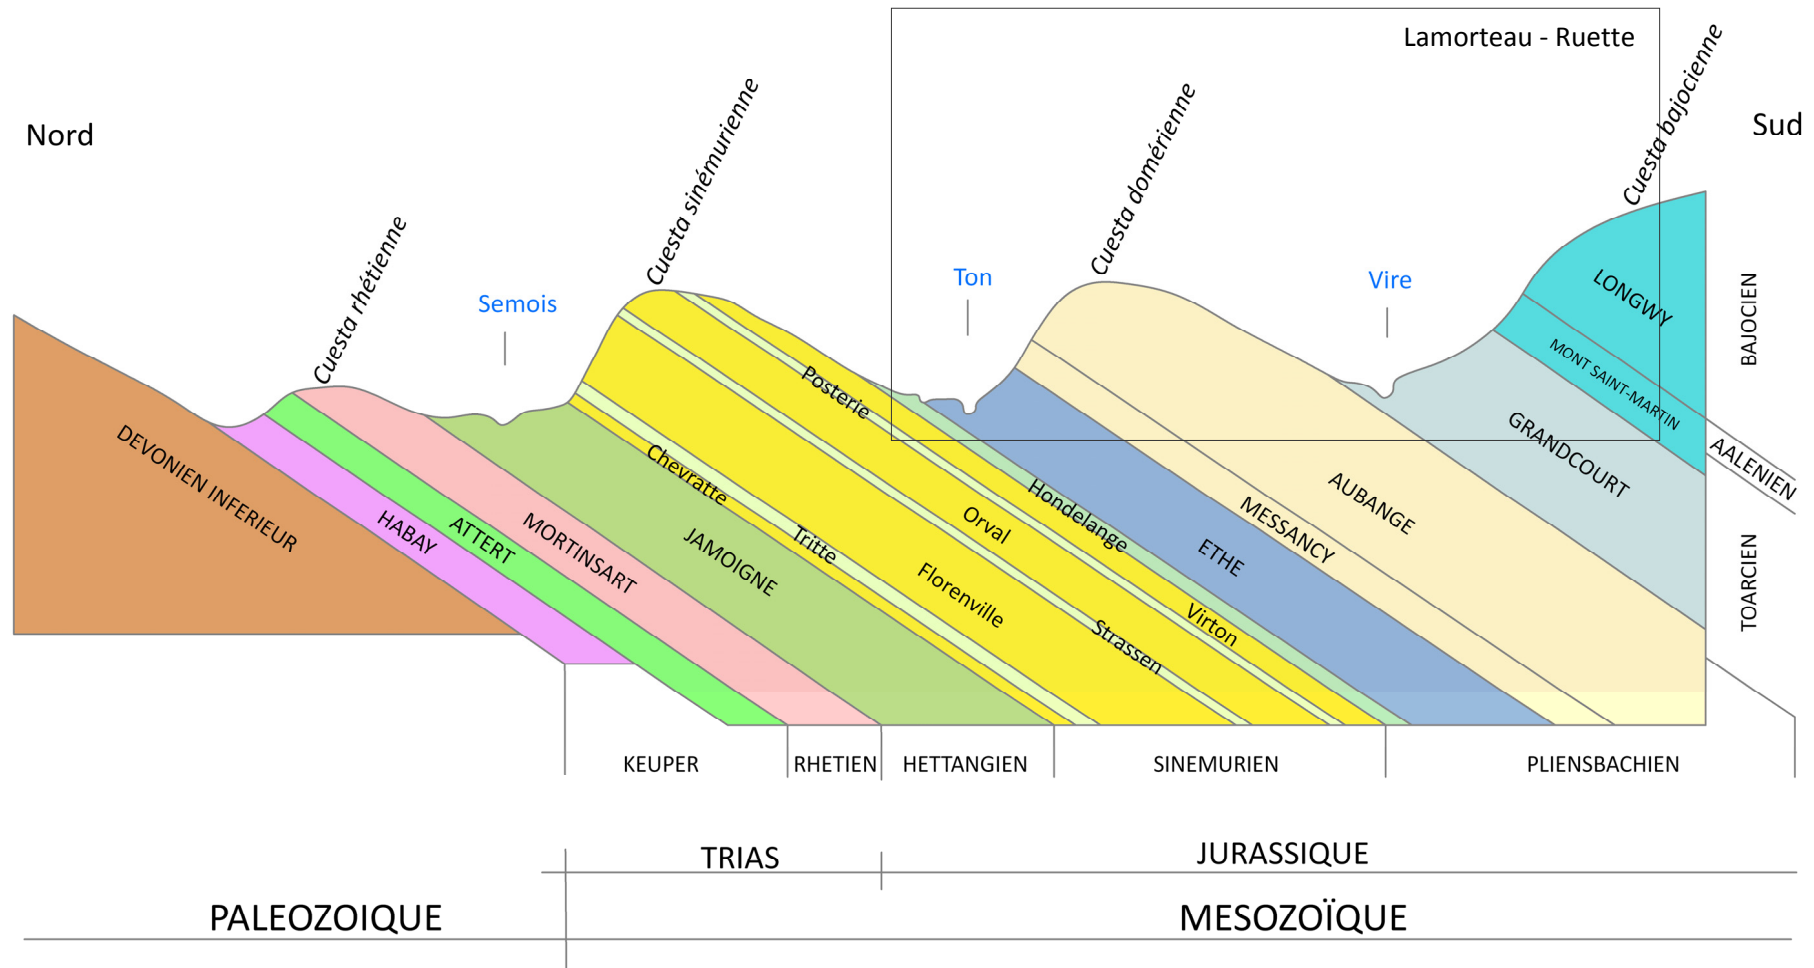 Lamorteau - Ruette
Nord
Sud
Cuesta rhétienne
Cuesta sinémurienne
Cuesta domérienne
Cuesta bajocienne
Semois
Ton
Vire
DEVONIEN INFERIEUR
HABAY
ATTERT
MORTINSART
JAMOIGNE
Chevratte
Tritte
Florenville
Strassen
Orval
Posterie
Virton
Hondelange
ETHE
MESSANCY
AUBANGE
GRANDCOURT
MONT SAINT-MARTIN
LONGWY
BAJOCIEN
AALENIEN
TOARCIEN
KEUPER
RHETIEN
HETTANGIEN
SINEMURIEN
PLIENSBACHIEN
TRIAS
JURASSIQUE
PALEOZOIQUE
MESOZOÏQUE